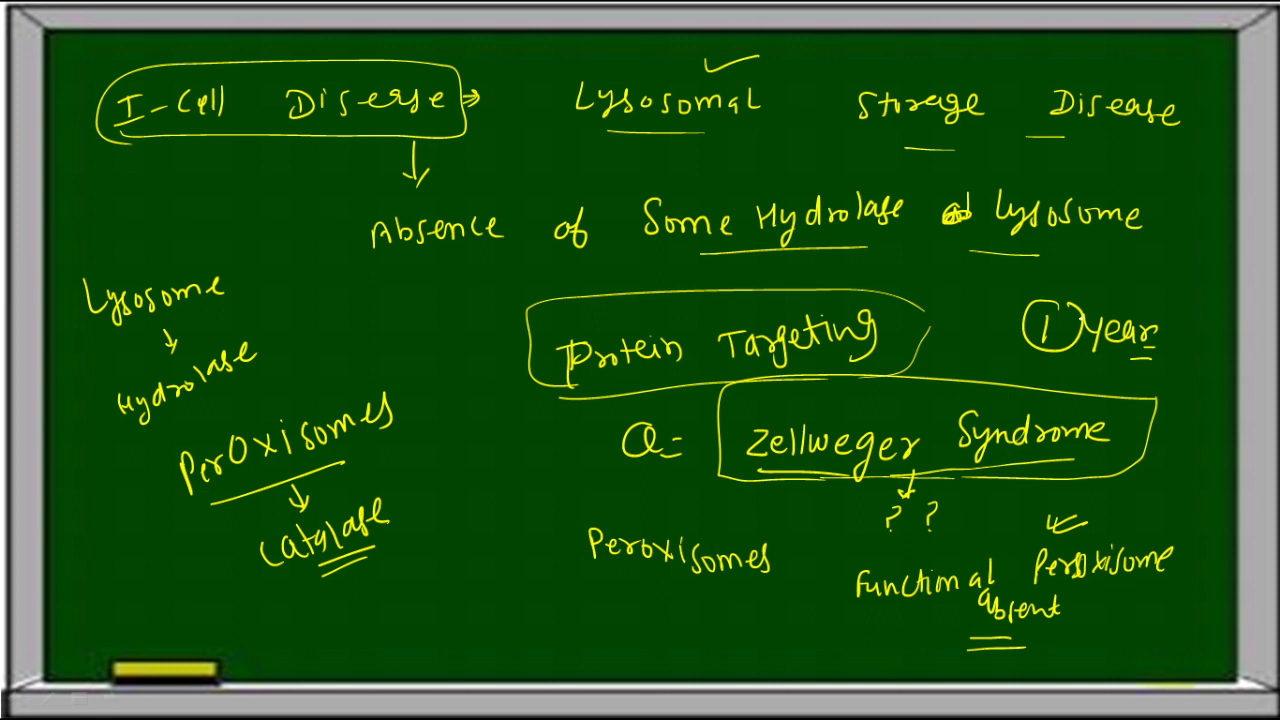 I-Cell Disease ⇒ Lysosomal Storage Disease
Absence of Some Hydrolase Lysosome
Lysosome
↓
Hydrolase
Protein Targeting
1 Year
Peroxisomes
↓
Catalase
Q= Zellweger Syndrome
? ?
Peroxisomes
Functional Peroxisome
absent